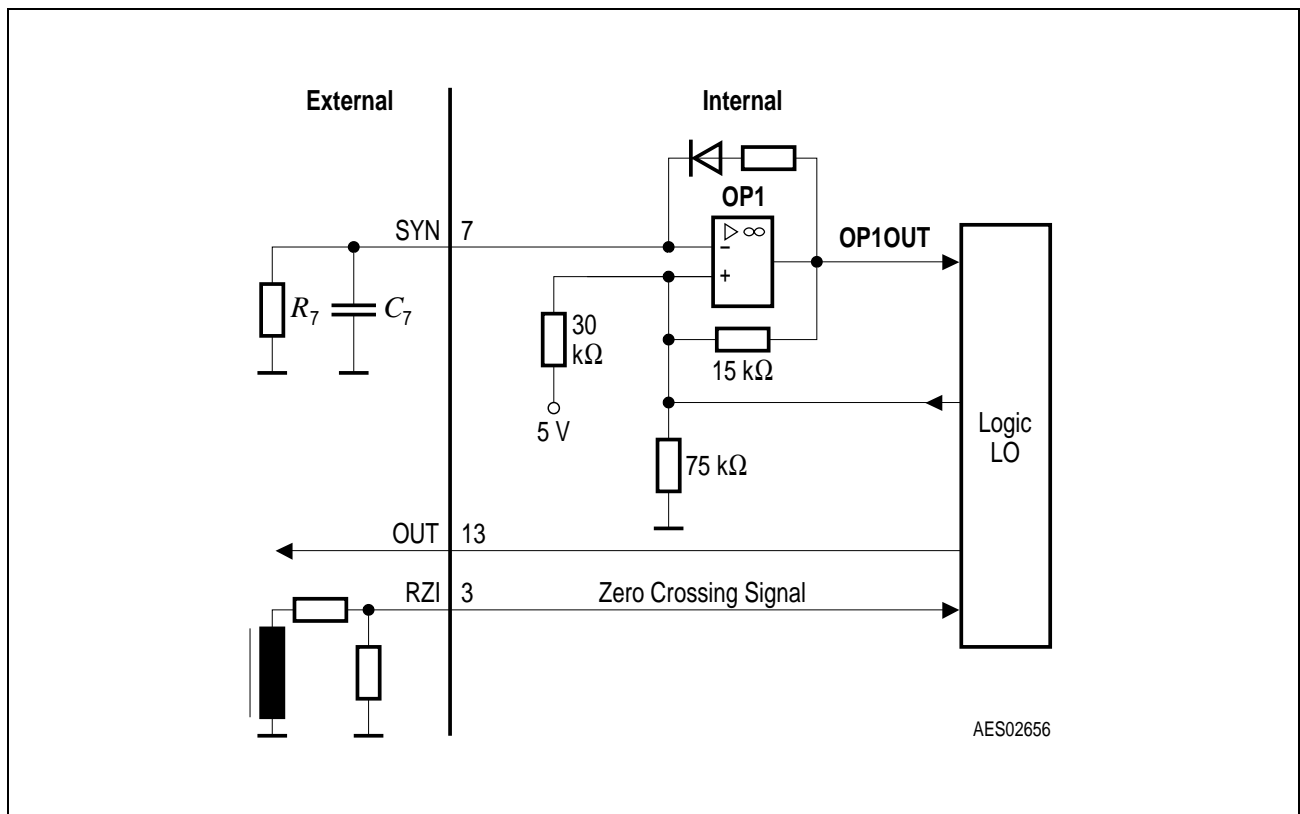 External
Internal
OP1
SYN 7
▷ ∞
−
+
OP1OUT
R7
C7
30
kΩ
15 kΩ
5 V
Logic
LO
75 kΩ
OUT 13
RZI 3
Zero Crossing Signal
AES02656